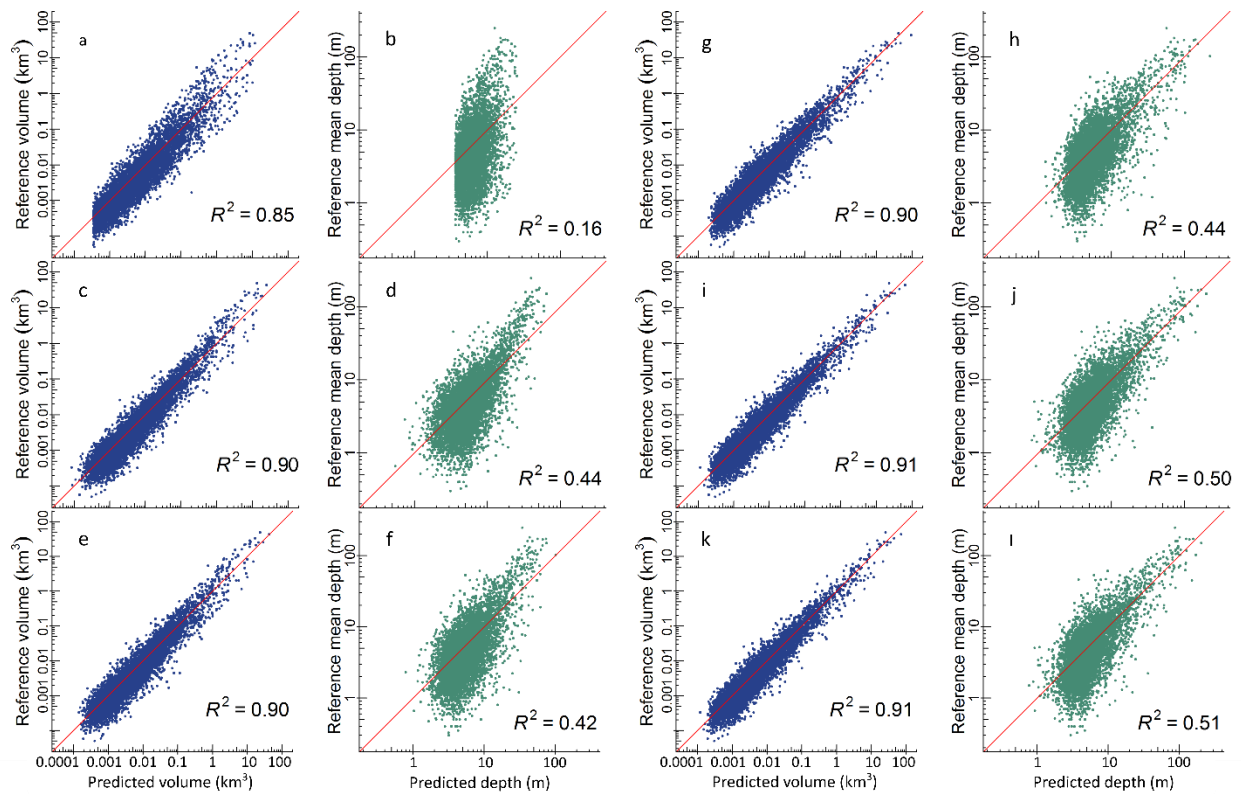 a
Reference volume (km³)
100
10
1
0.1
0.01
0.001
R² = 0.85
b
Reference mean depth (m)
100
10
1
R² = 0.16
g
Reference volume (km³)
100
10
1
0.1
0.01
0.001
R² = 0.90
h
Reference mean depth (m)
100
10
1
R² = 0.44
c
Reference volume (km³)
100
10
1
0.1
0.01
0.001
R² = 0.90
d
Reference mean depth (m)
100
10
1
R² = 0.44
i
Reference volume (km³)
100
10
1
0.1
0.01
0.001
R² = 0.91
j
Reference mean depth (m)
100
10
1
R² = 0.50
e
Reference volume (km³)
100
10
1
0.1
0.01
0.001
R² = 0.90
0.0001 0.001 0.01 0.1 1 10 100
Predicted volume (km³)
f
Reference mean depth (m)
100
10
1
R² = 0.42
1 10 100
Predicted depth (m)
k
Reference volume (km³)
100
10
1
0.1
0.01
0.001
R² = 0.91
0.0001 0.001 0.01 0.1 1 10 100
Predicted volume (km³)
l
Reference mean depth (m)
100
10
1
R² = 0.51
1 10 100
Predicted depth (m)